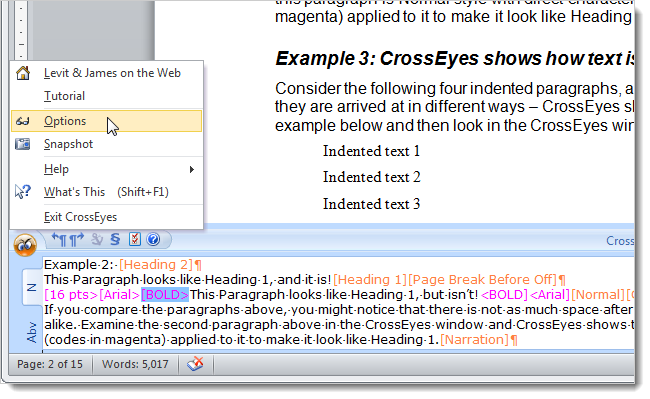 this paragraph is Normal style with direct character
magenta) applied to it to make it look like Heading
Example 3: CrossEyes shows how text is
Consider the following four indented paragraphs, a
they are arrived at in different ways – CrossEyes s
example below and then look in the CrossEyes win
Indented text 1
Indented text 2
Indented text 3
Levit & James on the Web
Tutorial
Options
Snapshot
Help
What's This (Shift+F1)
Exit CrossEyes
Cross
N
Abv
Example·2:·[Heading 2]¶
This·Paragraph·looks·like·Heading·1,·and·it·is![Heading 1][Page Break Before Off]¶
[16 pts>[Arial>[BOLD>This·Paragraph·looks·like·Heading·1,·but·isn't!<BOLD]<Arial][Normal]
If·you·compare·the·paragraphs·above,·you·might·notice·that·there·is·not·as·much·space·after
alike.·Examine·the·second·paragraph·above·in·the·CrossEyes·window·and·CrossEyes·shows·t
(codes·in·magenta)·applied·to·it·to·make·it·look·like·Heading·1.[Narration]¶
Page: 2 of 15 Words: 5,017